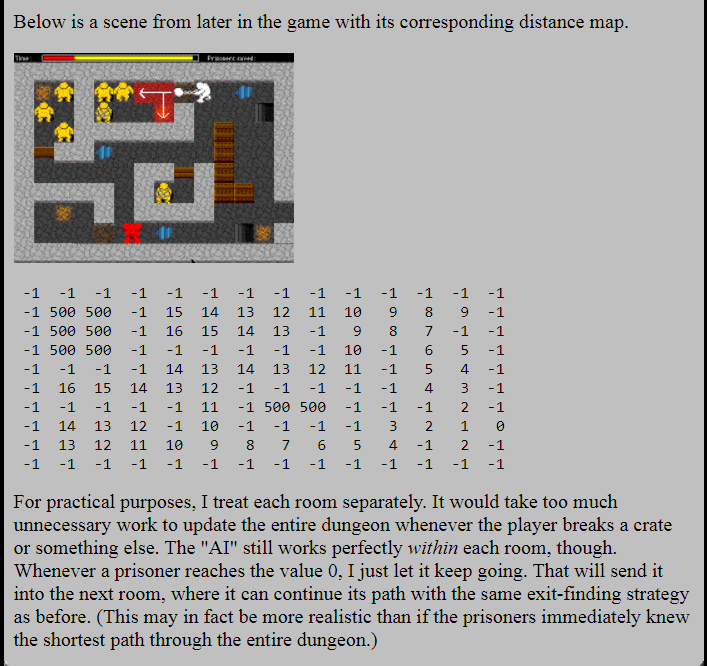 Below is a scene from later in the game with its corresponding distance map.
Time: Prisoners saved:
-1 -1 -1 -1 -1 -1 -1 -1 -1 -1 -1 -1 -1 -1
-1 500 500 -1 15 14 13 12 11 10 9 8 9 -1
-1 500 500 -1 16 15 14 13 -1 9 8 7 -1 -1
-1 500 500 -1 -1 -1 -1 -1 -1 10 -1 6 5 -1
-1 -1 -1 -1 14 13 14 13 12 11 -1 5 4 -1
-1 16 15 14 13 12 -1 -1 -1 -1 -1 4 3 -1
-1 -1 -1 -1 -1 11 -1 500 500 -1 -1 -1 2 -1
-1 14 13 12 -1 10 -1 -1 -1 -1 3 2 1 0
-1 13 12 11 10 9 8 7 6 5 4 -1 2 -1
-1 -1 -1 -1 -1 -1 -1 -1 -1 -1 -1 -1 -1 -1
For practical purposes, I treat each room separately. It would take too much
unnecessary work to update the entire dungeon whenever the player breaks a crate
or something else. The "AI" still works perfectly within each room, though.
Whenever a prisoner reaches the value 0, I just let it keep going. That will send it
into the next room, where it can continue its path with the same exit-finding strategy
as before. (This may in fact be more realistic than if the prisoners immediately knew
the shortest path through the entire dungeon.)